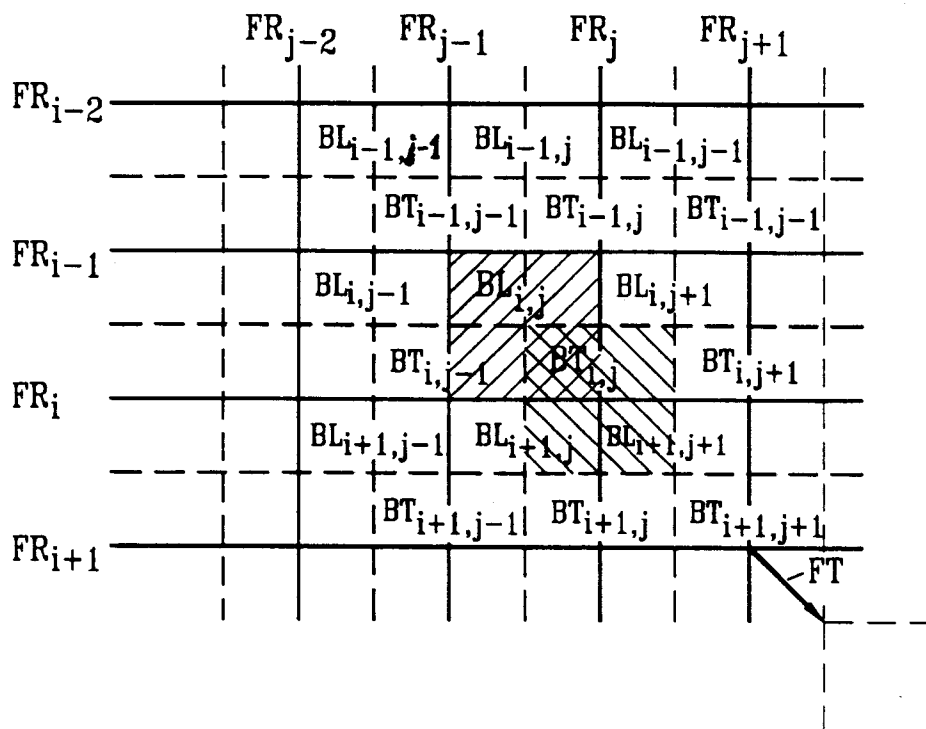 FR_{j-2} FR_{j-1} FR_j FR_{j+1}
FR_{i-2}
BL_{i-1,j-1} BL_{i-1,j} BL_{i-1,j-1}
BT_{i-1,j-1} BT_{i-1,j} BT_{i-1,j-1}
FR_{i-1}
BL_{i,j-1} BL_{i,j} BL_{i,j+1}
BT_{i,j-1} BT_{i,j} BT_{i,j+1}
FR_i
BL_{i+1,j-1} BL_{i+1,j} BL_{i+1,j+1}
BT_{i+1,j-1} BT_{i+1,j} BT_{i+1,j+1}
FR_{i+1}
FT